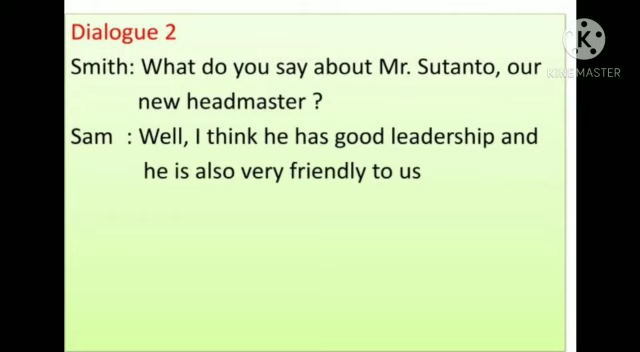 Dialogue 2
Smith: What do you say about Mr. Sutanto, our
new headmaster ?
Sam : Well, I think he has good leadership and
he is also very friendly to us
K
KINEMASTER